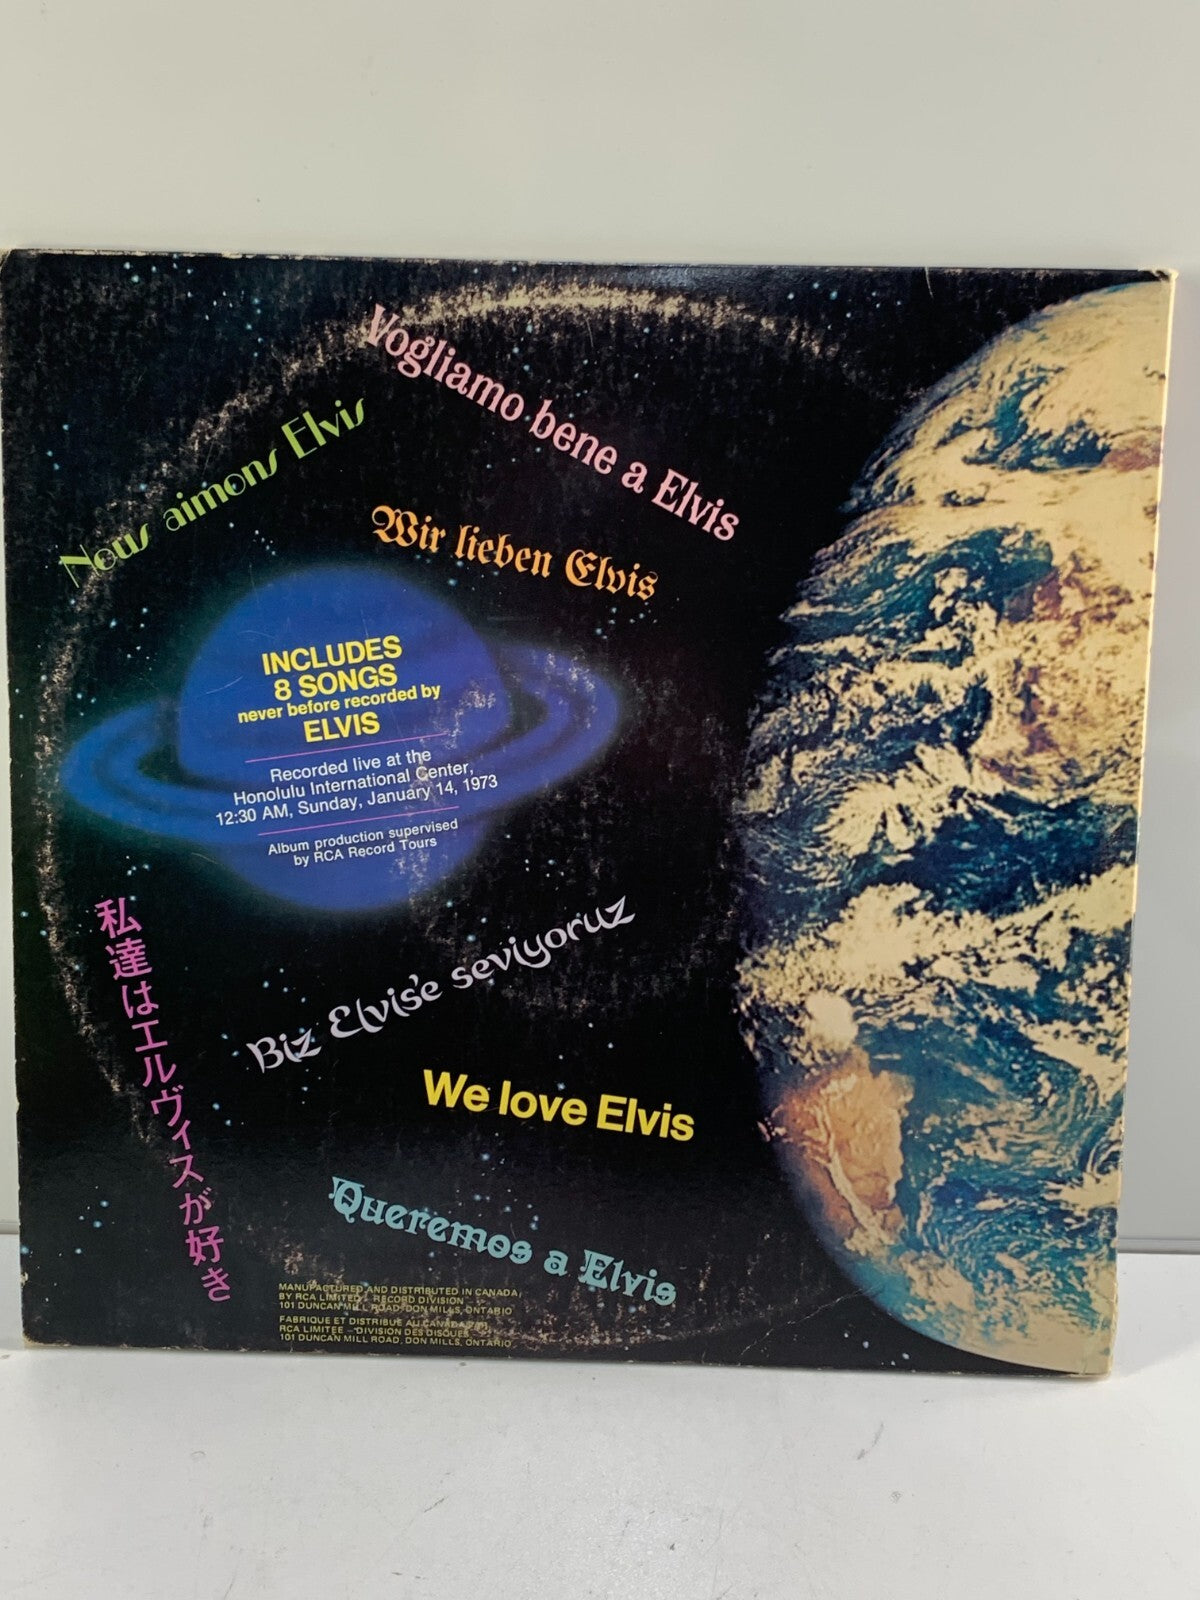 Vogliamo bene a Elvis
Nous aimons Elvis
Wir lieben Elvis
INCLUDES
8 SONGS
never before recorded by
ELVIS
Recorded live at the
Honolulu International Center,
12:30 AM, Sunday, January 14, 1973
Album production supervised
by RCA Record Tours
私達はエルヴィスが好き
Biz Elvis'e seviyoruz
We love Elvis
Queremos a Elvis
MANUFACTURED AND DISTRIBUTED IN CANADA
BY RCA LIMITED - RECORD DIVISION
101 DUNCAN MILL ROAD, DON MILLS, ONTARIO
FABRIQUE ET DISTRIBUE AU CANADA
RCA LIMITEE - DIVISION DES DISQUES
101 DUNCAN MILL ROAD, DON MILLS, ONTARIO